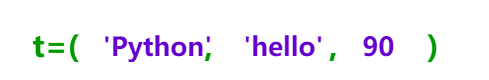 t=( 'Python', 'hello', 90 )